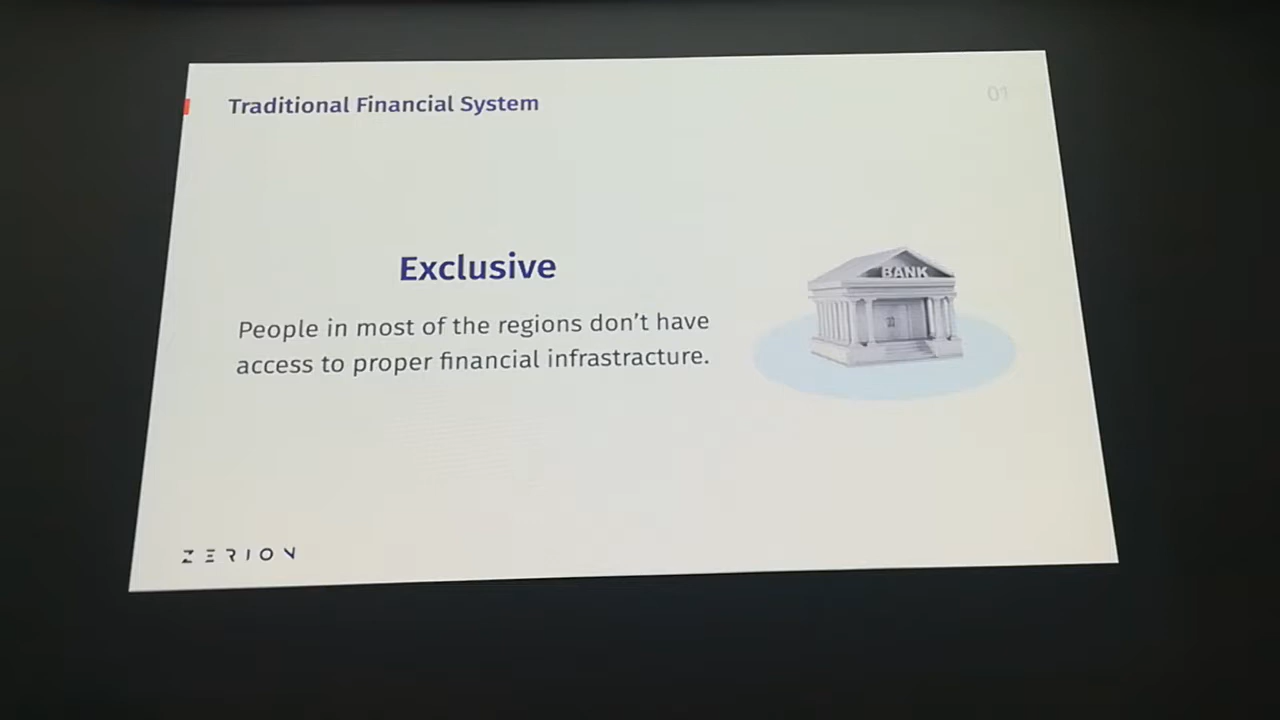 Traditional Financial System
01
Exclusive
People in most of the regions don't have
access to proper financial infrastracture.
BANK
ZERION